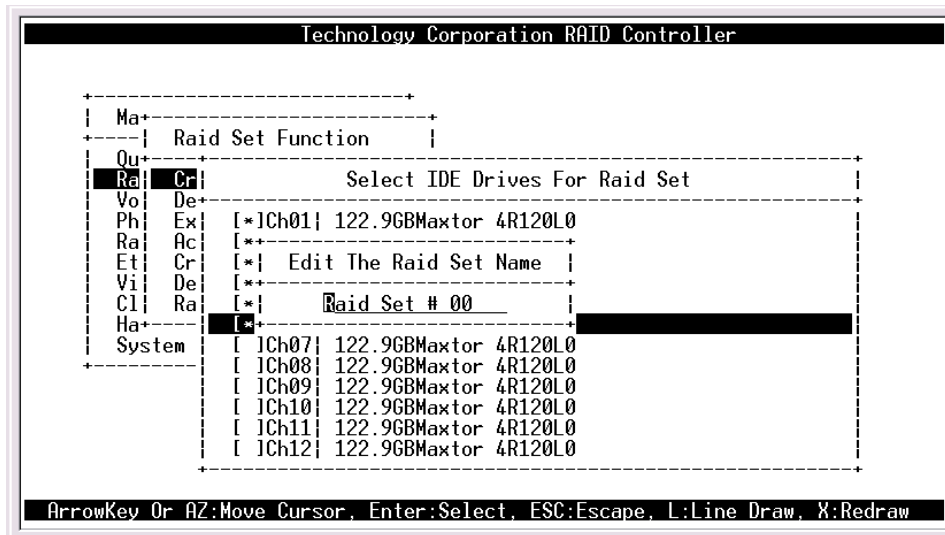 Technology Corporation RAID Controller
Ma
Raid Set Function
Qu
Select IDE Drives For Raid Set
Ra Cr
Vo De
Ph Ex [*]Ch01| 122.9GBMaxtor 4R120L0
Ra Ac [*
Et Cr [*| Edit The Raid Set Name
Vi De [*
Cl Ra [*| Raid Set # 00
Ha [*
System [ ]Ch07| 122.9GBMaxtor 4R120L0
[ ]Ch08| 122.9GBMaxtor 4R120L0
[ ]Ch09| 122.9GBMaxtor 4R120L0
[ ]Ch10| 122.9GBMaxtor 4R120L0
[ ]Ch11| 122.9GBMaxtor 4R120L0
[ ]Ch12| 122.9GBMaxtor 4R120L0
ArrowKey Or AZ:Move Cursor, Enter:Select, ESC:Escape, L:Line Draw, X:Redraw